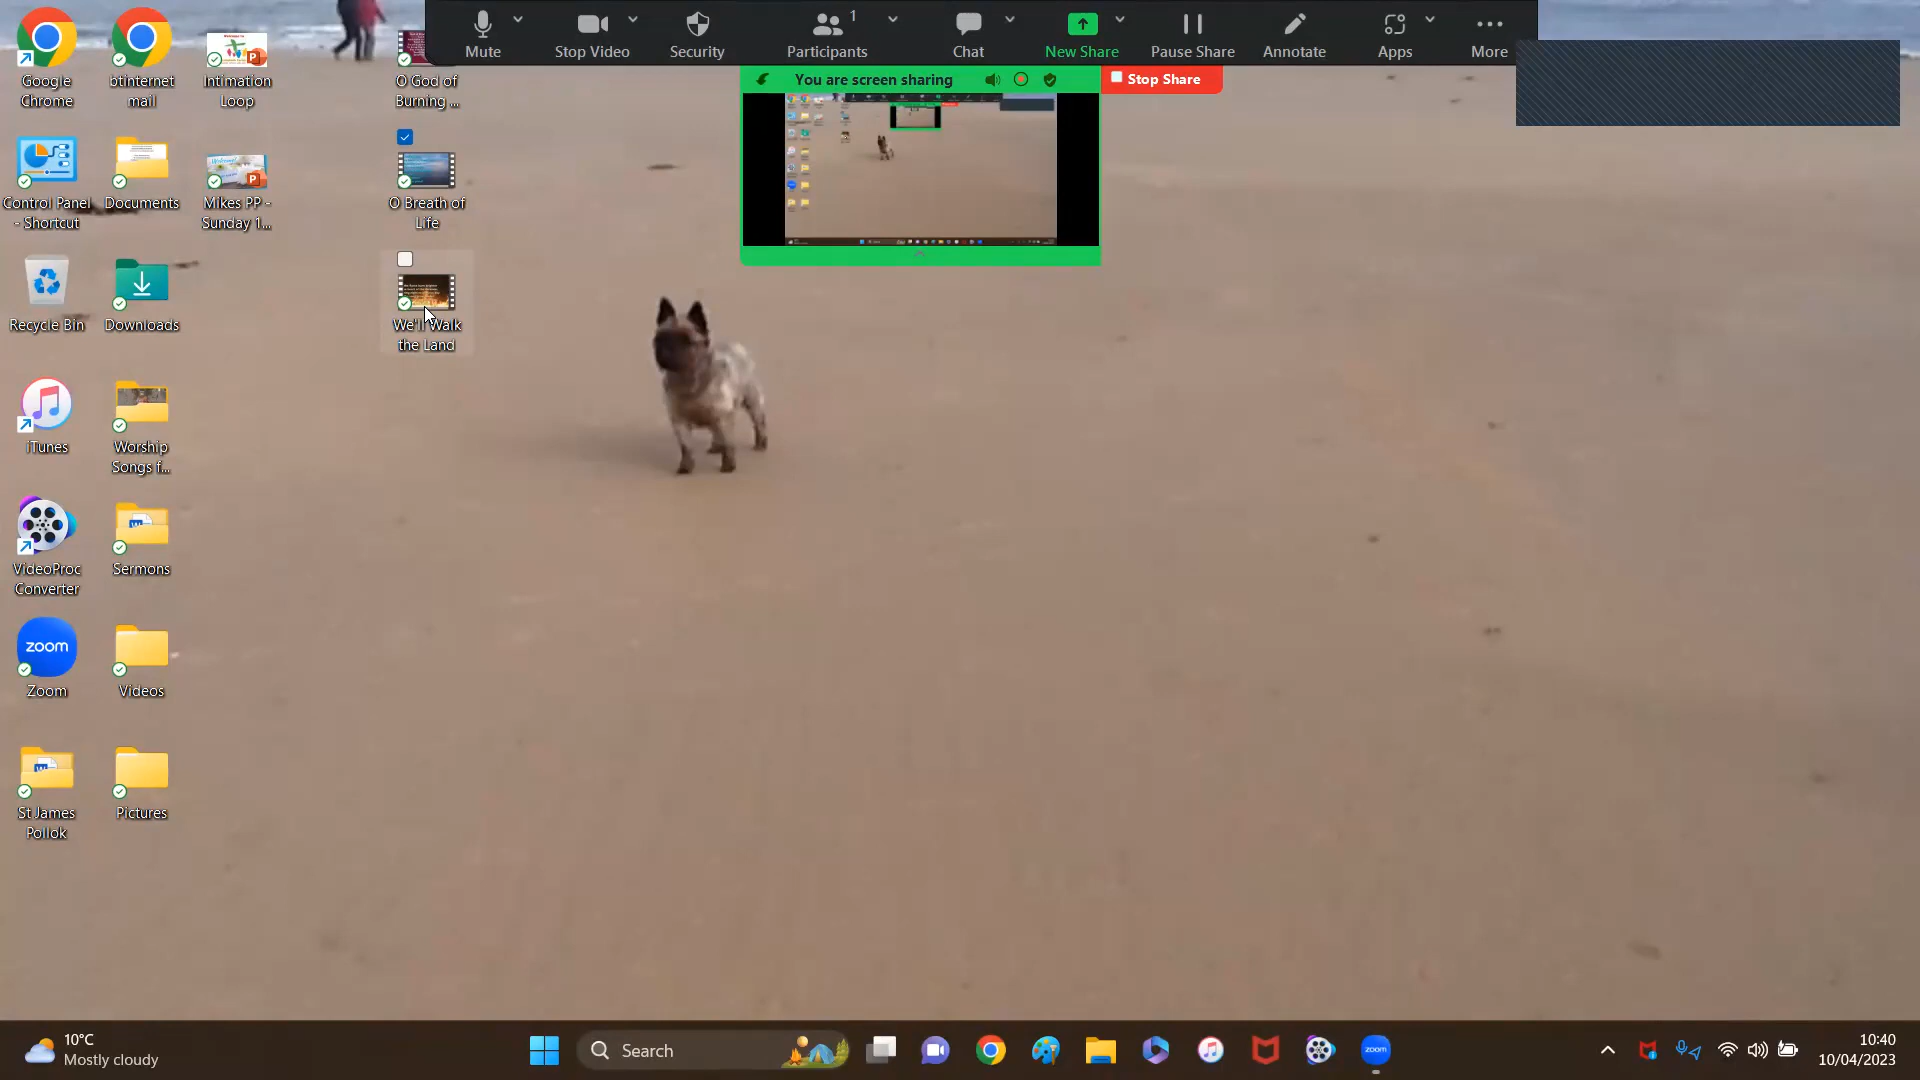 Mute
Stop Video
Security
Participants
1
Chat
New Share
Pause Share
Annotate
Apps
More
You are screen sharing
Stop Share
Google
Chrome
btinternet
mail
Intimation
Loop
O God of
Burning ...
Control Panel
- Shortcut
Documents
Mikes PP -
Sunday 1...
O Breath of
Life
Recycle Bin
Downloads
We'll Walk
the Land
iTunes
Worship
Songs f...
VideoProc
Converter
Sermons
zoom
Zoom
Videos
St James
Pollok
Pictures
10°C
Mostly cloudy
Search
zoom
10:40
10/04/2023